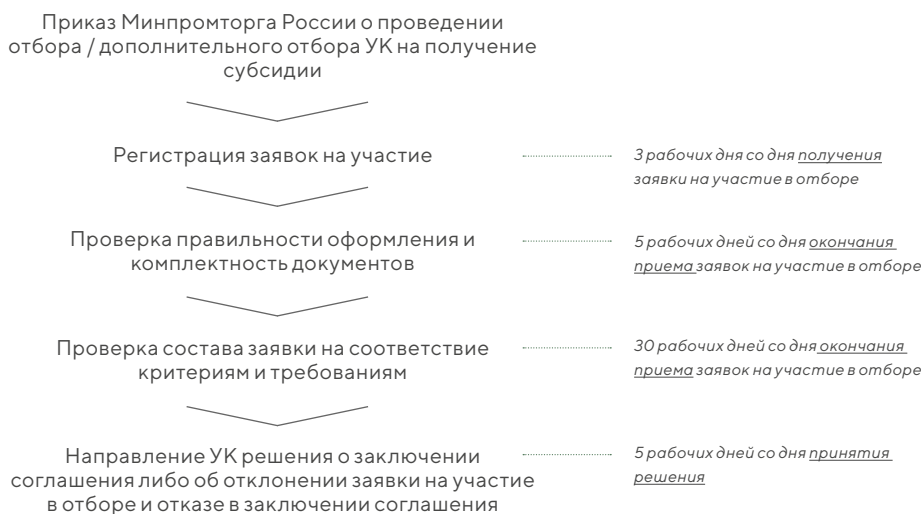 Приказ Минпромторга России о проведении
отбора / дополнительного отбора УК на получение
субсидии
Регистрация заявок на участие
3 рабочих дня со дня получения
заявки на участие в отборе
Проверка правильности оформления и
комплектность документов
5 рабочих дней со дня окончания
приема заявок на участие в отборе
Проверка состава заявки на соответствие
критериям и требованиям
30 рабочих дней со дня окончания
приема заявок на участие в отборе
Направление УК решения о заключении
соглашения либо об отклонении заявки на участие
в отборе и отказе в заключении соглашения
5 рабочих дней со дня принятия
решения